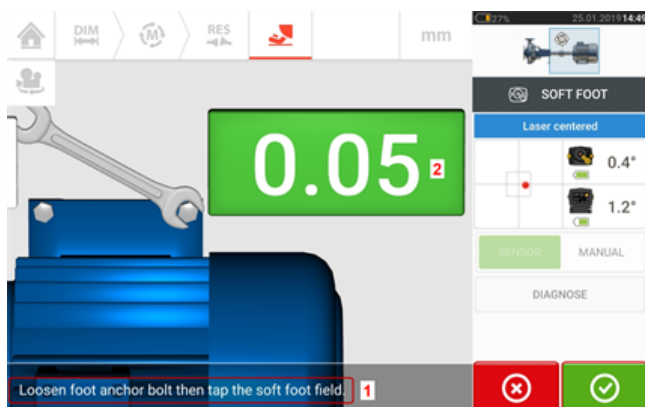 DIM
M
RES
mm
27%
25.01.2019 14:49
SOFT FOOT
Laser centered
0.4°
1.2°
SENSOR
MANUAL
DIAGNOSE
0.05
2
Loosen foot anchor bolt then tap the soft foot field.
1